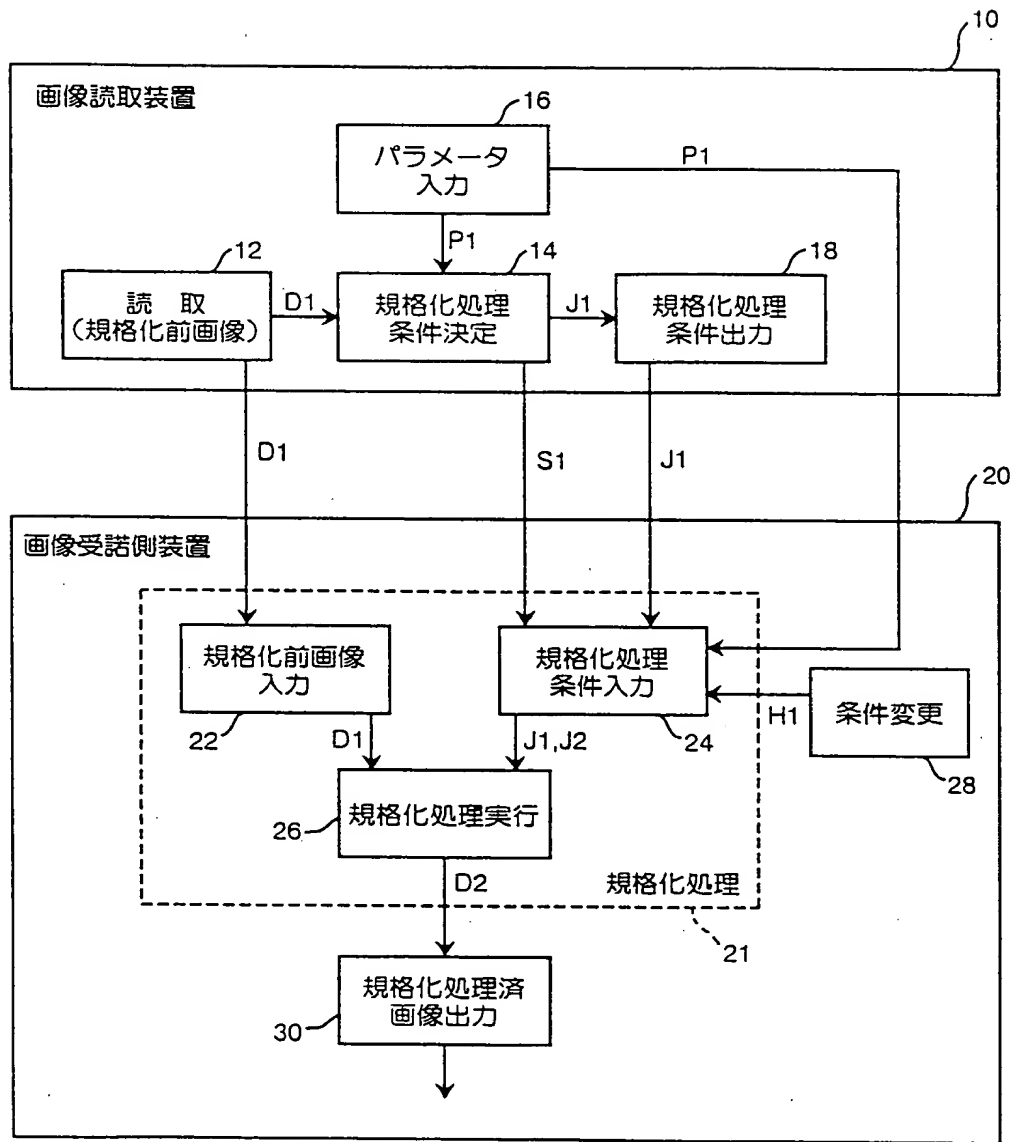 10
画像読取装置
16
パラメータ
入力
P1
P1
12
14
18
読 取
(規格化前画像)
D1
規格化処理
条件決定
J1
規格化処理
条件出力
D1
S1
J1
20
画像受諾側装置
規格化前画像
入力
規格化処理
条件入力
H1
条件変更
22
D1
J1,J2
24
28
26
規格化処理実行
D2
規格化処理
21
規格化処理済
画像出力
30